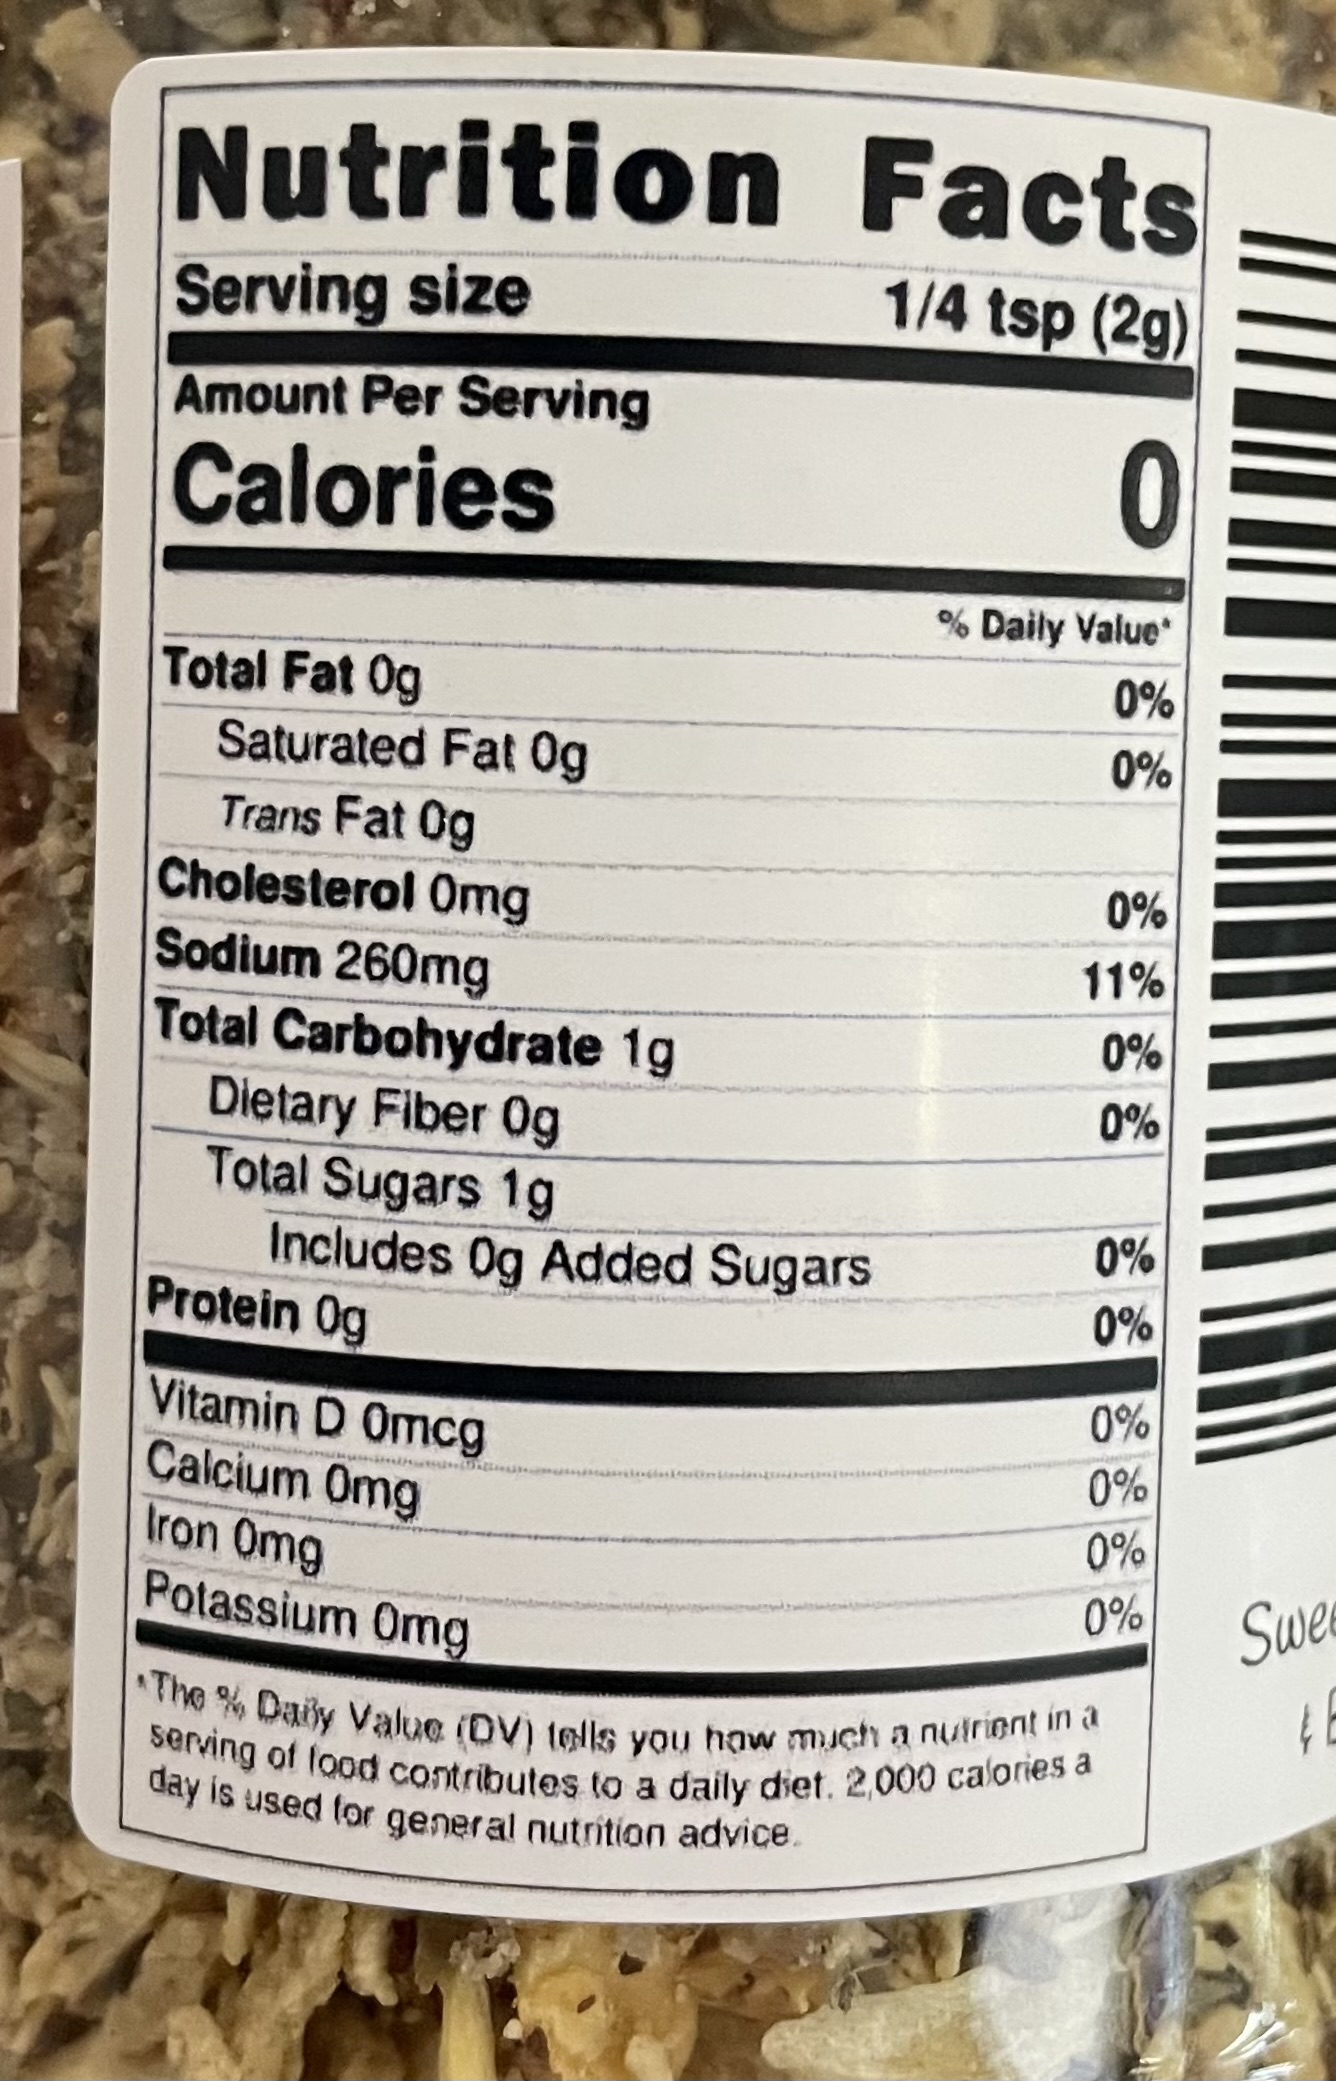 Nutrition Facts
Serving size 1/4 tsp (2g)
Amount Per Serving
Calories 0
% Daily Value*
Total Fat 0g 0%
Saturated Fat 0g 0%
Trans Fat 0g
Cholesterol 0mg 0%
Sodium 260mg 11%
Total Carbohydrate 1g 0%
Dietary Fiber 0g 0%
Total Sugars 1g
Includes 0g Added Sugars 0%
Protein 0g 0%
Vitamin D 0mcg 0%
Calcium 0mg 0%
Iron 0mg 0%
Potassium 0mg 0%
*The % Daily Value (DV) tells you how much a nutrient in a
serving of food contributes to a daily diet. 2,000 calories a
day is used for general nutrition advice.